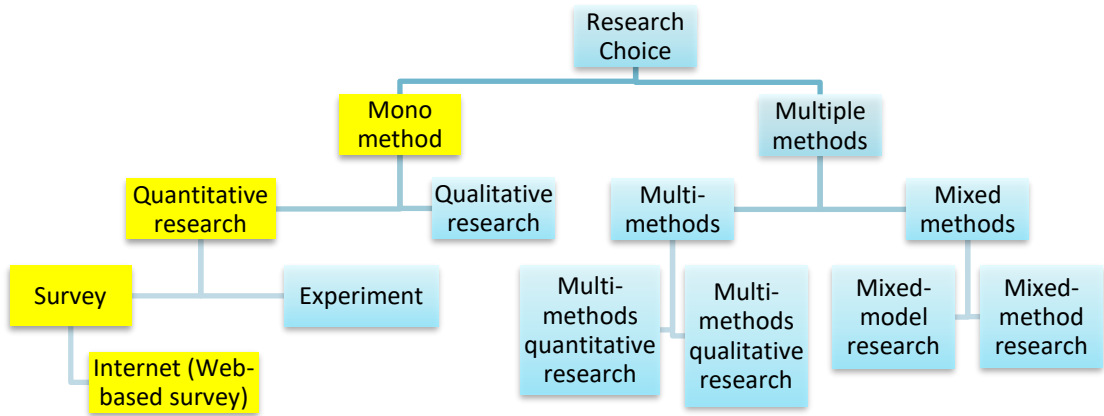 Research
Choice
Mono
method
Multiple
methods
Quantitative
research
Qualitative
research
Multi-
methods
Mixed
methods
Survey
Experiment
Multi-
methods
quantitative
research
Multi-
methods
qualitative
research
Mixed-
model
research
Mixed-
method
research
Internet (Web-
based survey)